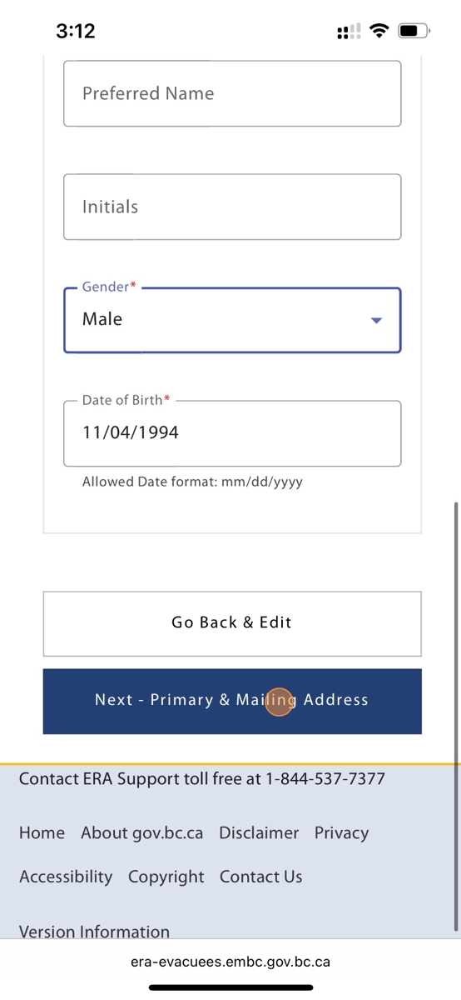 3:12
Preferred Name
Initials
Gender*
Male
Date of Birth*
11/04/1994
Allowed Date format: mm/dd/yyyy
Go Back & Edit
Next - Primary & Mailing Address
Contact ERA Support toll free at 1-844-537-7377
Home About gov.bc.ca Disclaimer Privacy
Accessibility Copyright Contact Us
Version Information
era-evacuees.embc.gov.bc.ca